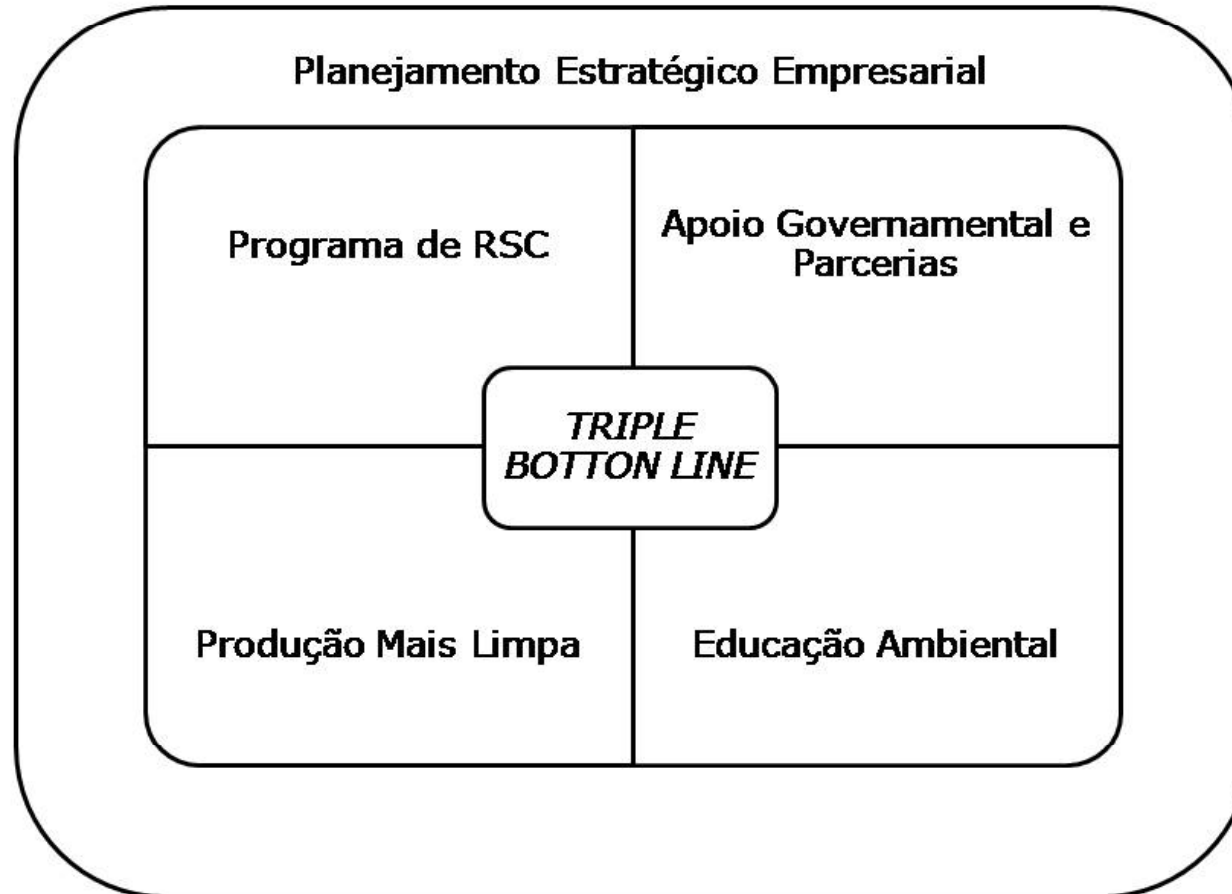 Planejamento Estratégico Empresarial
Programa de RSC
Apoio Governamental e
Parcerias
TRIPLE
BOTTON LINE
Produção Mais Limpa
Educação Ambiental